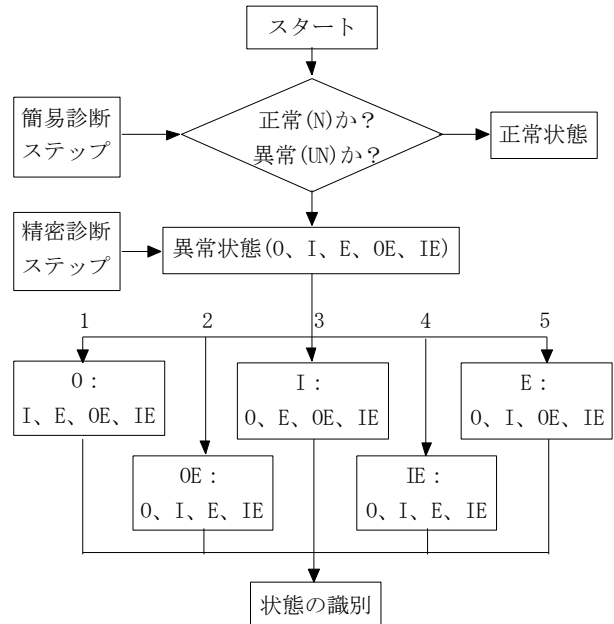 スタート
簡易診断
ステップ
正常(N)か?
異常(UN)か?
正常状態
精密診断
ステップ
異常状態(O、I、E、OE、IE)
1
2
3
4
5
O:
I、E、OE、IE
I:
O、E、OE、IE
E:
O、I、OE、IE
OE:
O、I、E、IE
IE:
O、I、E、IE
状態の識別